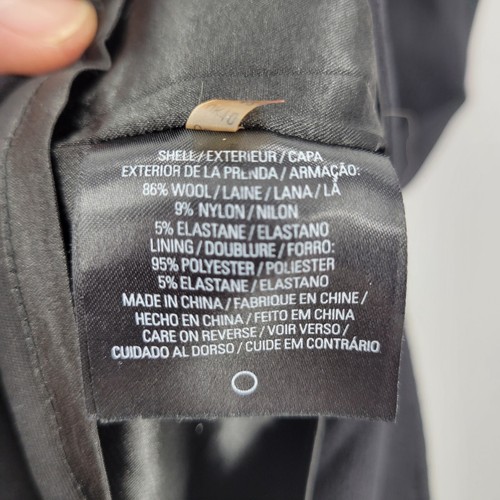 SHELL/EXTERIEUR/CAPA
EXTERIOR DE LA PRENDA/ARMAÇÃO:
86% WOOL/LAINE/LANA/LÃ
9% NYLON/NILON
5% ELASTANE/ELASTANO
LINING/DOUBLURE/FORRO:
95% POLYESTER/POLIESTER
5% ELASTANE/ELASTANO
MADE IN CHINA/FABRIQUE EN CHINE/
HECHO EN CHINA/FEITO EM CHINA
CARE ON REVERSE/VOIR VERSO/
CUIDADO AL DORSO/CUIDE EM CONTRÁRIO